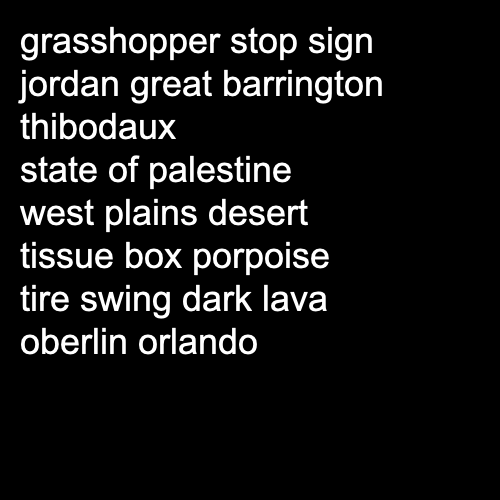 grasshopper stop sign
jordan great barrington
thibodaux
state of palestine
west plains desert
tissue box porpoise
tire swing dark lava
oberlin orlando